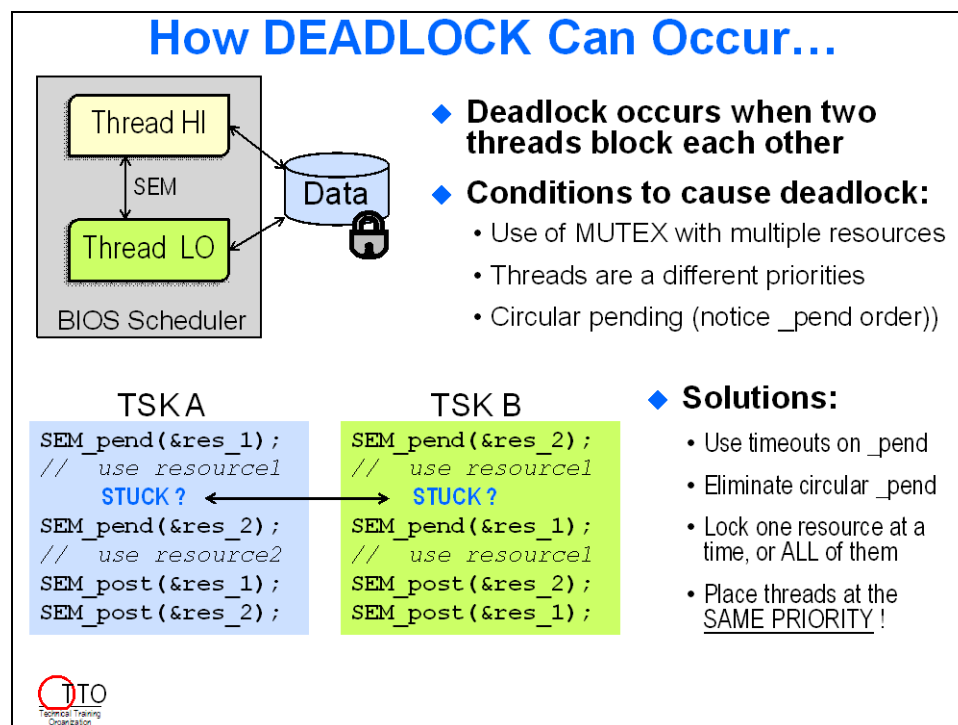 How DEADLOCK Can Occur…
Thread HI
SEM
Thread LO
BIOS Scheduler
Data
Deadlock occurs when two
threads block each other
Conditions to cause deadlock:
• Use of MUTEX with multiple resources
• Threads are a different priorities
• Circular pending (notice _pend order))
TSK A
SEM_pend(&res_1);
// use resource1
STUCK ?
SEM_pend(&res_2);
// use resource2
SEM_post(&res_1);
SEM_post(&res_2);
TSK B
SEM_pend(&res_2);
// use resource1
STUCK ?
SEM_pend(&res_1);
// use resource1
SEM_post(&res_2);
SEM_post(&res_1);
Solutions:
• Use timeouts on _pend
• Eliminate circular _pend
• Lock one resource at a
time, or ALL of them
• Place threads at the
SAME PRIORITY !
TTO
Technical Training
Organization